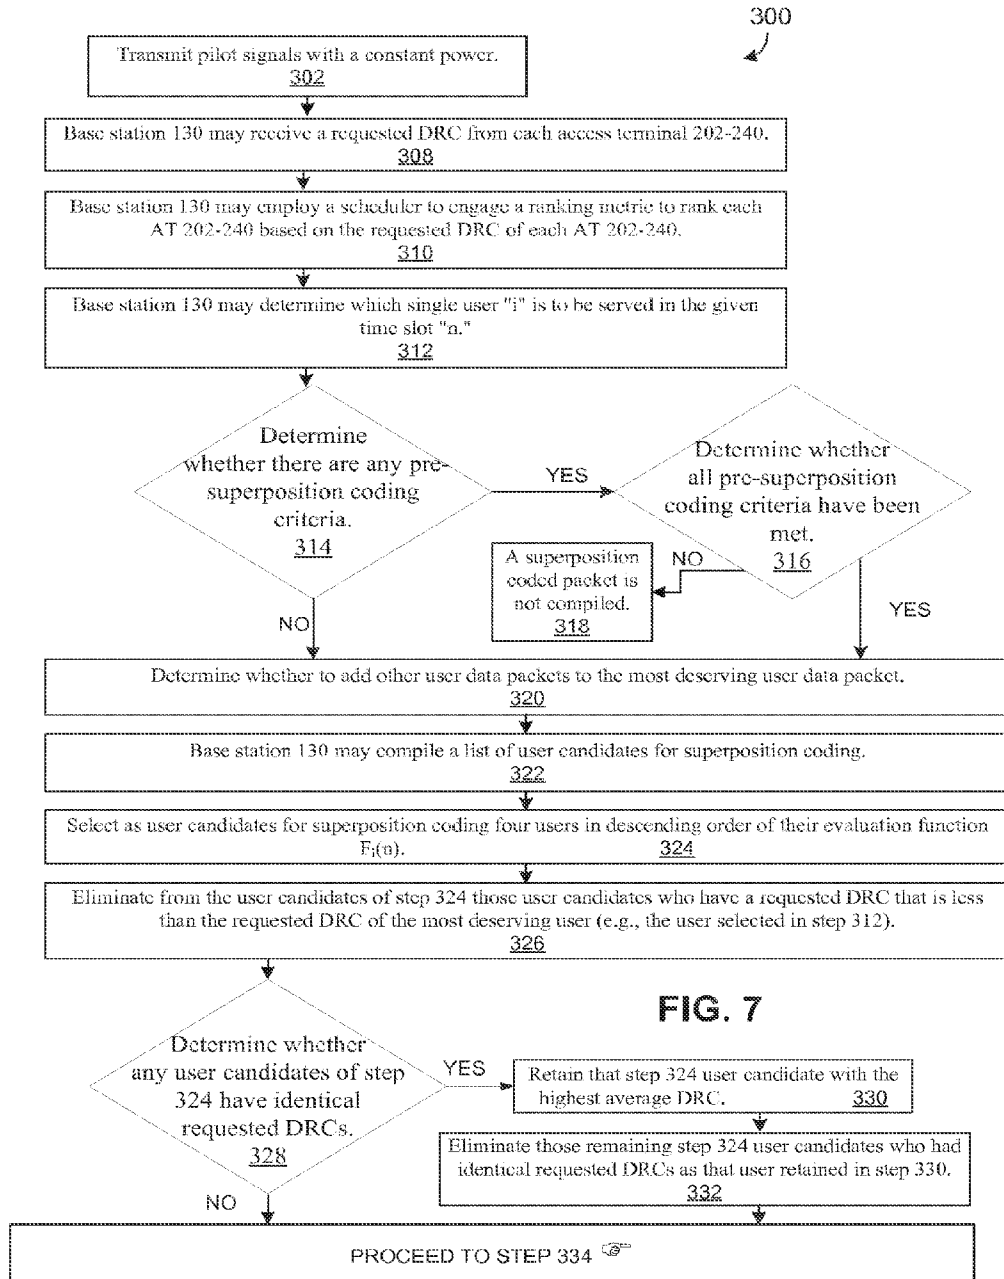 300
Transmit pilot signals with a constant power.
302
Base station 130 may receive a requested DRC from each access terminal 202-240.
308
Base station 130 may employ a scheduler to engage a ranking metric to rank each
AT 202-240 based on the requested DRC of each AT 202-240.
310
Base station 130 may determine which single user "i" is to be served in the given
time slot "n."
312
Determine
whether there are any pre-
superposition coding
criteria.
314
YES
Determine whether
all pre-superposition
coding criteria have been
met.
316
NO
A superposition
coded packet is
not compiled.
318
YES
NO
Determine whether to add other user data packets to the most deserving user data packet.
320
Base station 130 may compile a list of user candidates for superposition coding.
322
Select as user candidates for superposition coding four users in descending order of their evaluation function
Fᵢ(n). 324
Eliminate from the user candidates of step 324 those user candidates who have a requested DRC that is less
than the requested DRC of the most deserving user (e.g., the user selected in step 312).
326
FIG. 7
Determine whether
any user candidates of step
324 have identical
requested DRCs.
328
YES
Retain that step 324 user candidate with the
highest average DRC. 330
Eliminate those remaining step 324 user candidates who had
identical requested DRCs as that user retained in step 330.
332
NO
PROCEED TO STEP 334 ☞